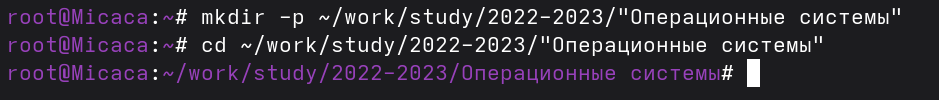 root@Micaca:~# mkdir -p ~/work/study/2022-2023/"Операционные системы"
root@Micaca:~# cd ~/work/study/2022-2023/"Операционные системы"
root@Micaca:~/work/study/2022-2023/Операционные системы#